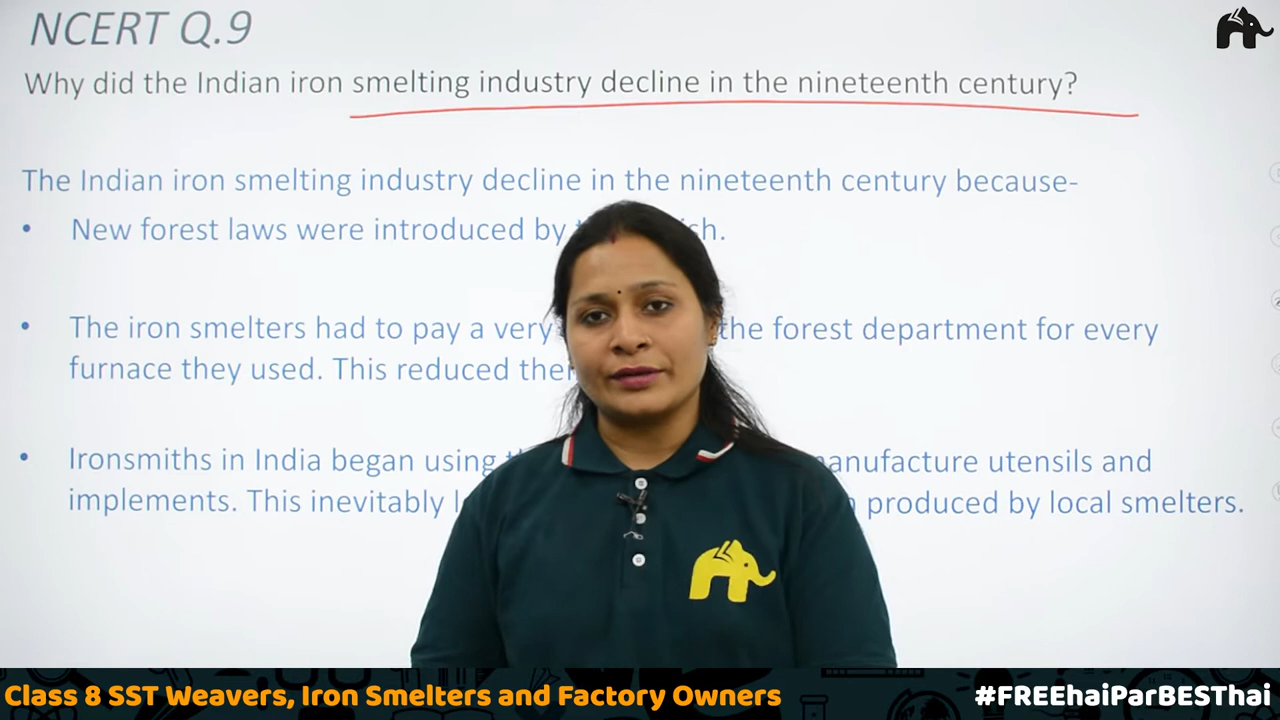 NCERT Q.9
Why did the Indian iron smelting industry decline in the nineteenth century?
The Indian iron smelting industry decline in the nineteenth century because-
• New forest laws were introduced by
• The iron smelters had to pay a very the forest department for every
furnace they used. This reduced
• Ironsmiths in India began using utensils and
implements. This inevitably produced by local smelters.
Class 8 SST Weavers, Iron Smelters and Factory Owners
#FREEhaiParBESThai